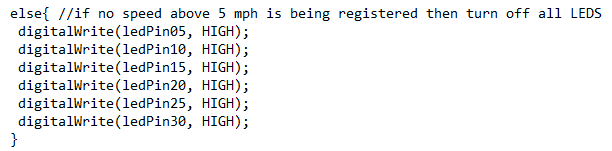 else{ //if no speed above 5 mph is being registered then turn off all LEDS
digitalWrite(ledPin05, HIGH);
digitalWrite(ledPin10, HIGH);
digitalWrite(ledPin15, HIGH);
digitalWrite(ledPin20, HIGH);
digitalWrite(ledPin25, HIGH);
digitalWrite(ledPin30, HIGH);
}